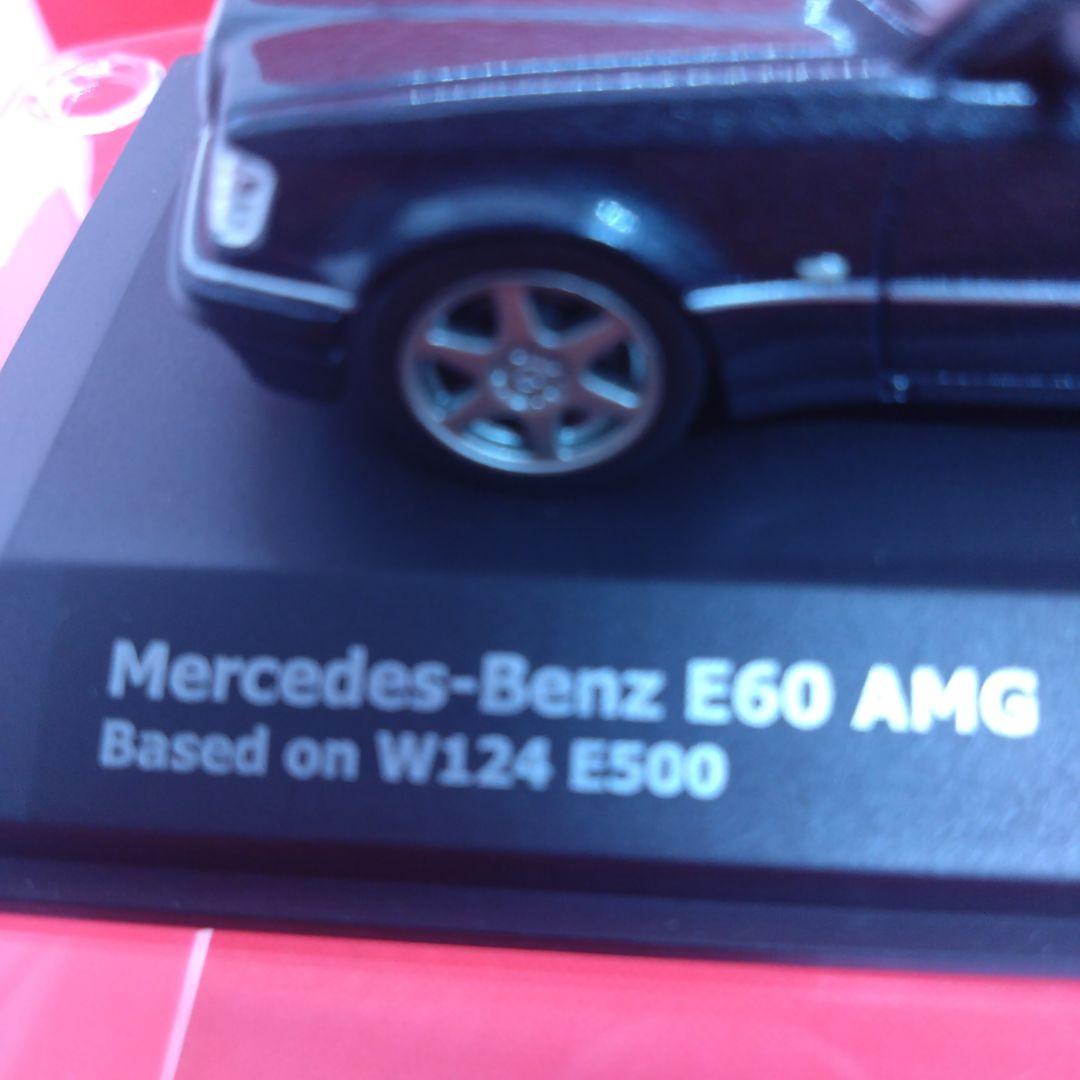 Mercedes-Benz E60 AMG
Based on W124 E500